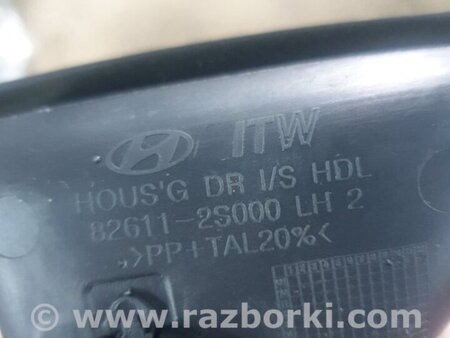 ITW
HOUS'G DR I/S HDL
82611-2S000 LH 2
>PP+TAL20%<
© www.razborki.com